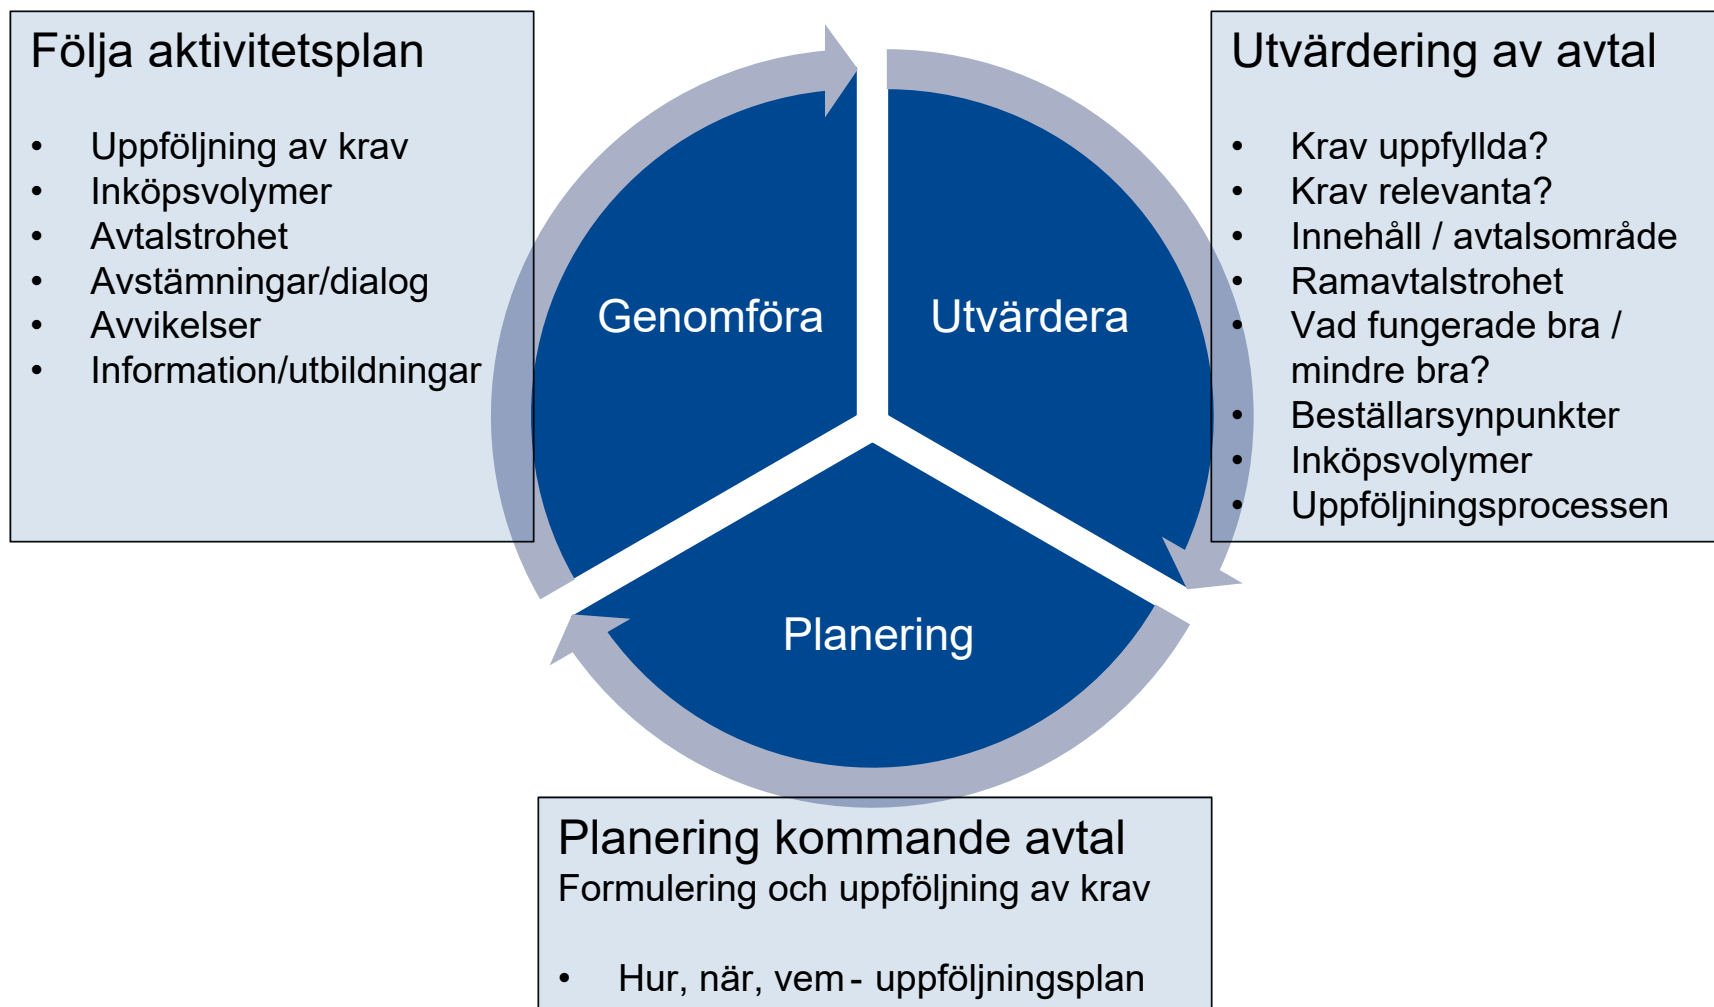 Följa aktivitetsplan
• Uppföljning av krav
• Inköpsvolymer
• Avtalstrohet
• Avstämningar/dialog
• Avvikelser
• Information/utbildningar
Genomföra
Utvärdera
Planering
Utvärdering av avtal
• Krav uppfyllda?
• Krav relevanta?
• Innehåll / avtalsområde
• Ramavtalstrohet
• Vad fungerade bra /
mindre bra?
• Beställarsynpunkter
• Inköpsvolymer
• Uppföljningsprocessen
Planering kommande avtal
Formulering och uppföljning av krav
• Hur, när, vem - uppföljningsplan